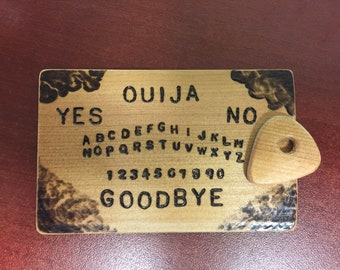 OUIJA
YES NO
ABCDEFGHIJKLM
NOPQRSTUVWXYZ
1234567890
GOODBYE